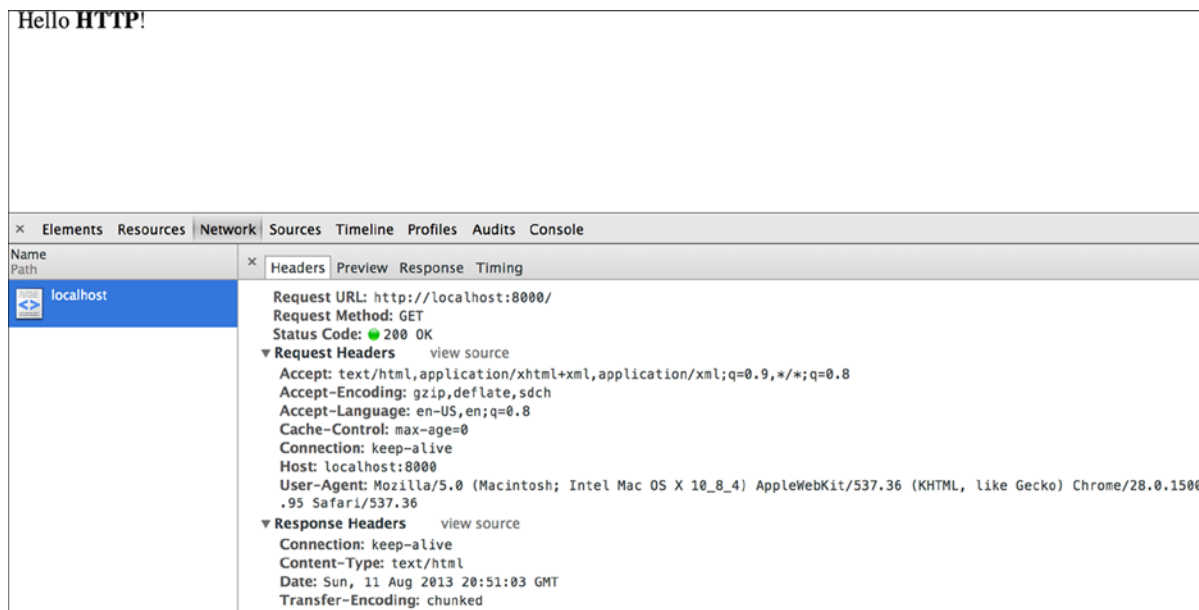 Hello HTTP!
× Elements Resources Network Sources Timeline Profiles Audits Console
Name
Path
× Headers Preview Response Timing
localhost
Request URL: http://localhost:8000/
Request Method: GET
Status Code: 200 OK
▼ Request Headers view source
Accept: text/html,application/xhtml+xml,application/xml;q=0.9,*/*;q=0.8
Accept-Encoding: gzip,deflate,sdch
Accept-Language: en-US,en;q=0.8
Cache-Control: max-age=0
Connection: keep-alive
Host: localhost:8000
User-Agent: Mozilla/5.0 (Macintosh; Intel Mac OS X 10_8_4) AppleWebKit/537.36 (KHTML, like Gecko) Chrome/28.0.1500
.95 Safari/537.36
▼ Response Headers view source
Connection: keep-alive
Content-Type: text/html
Date: Sun, 11 Aug 2013 20:51:03 GMT
Transfer-Encoding: chunked